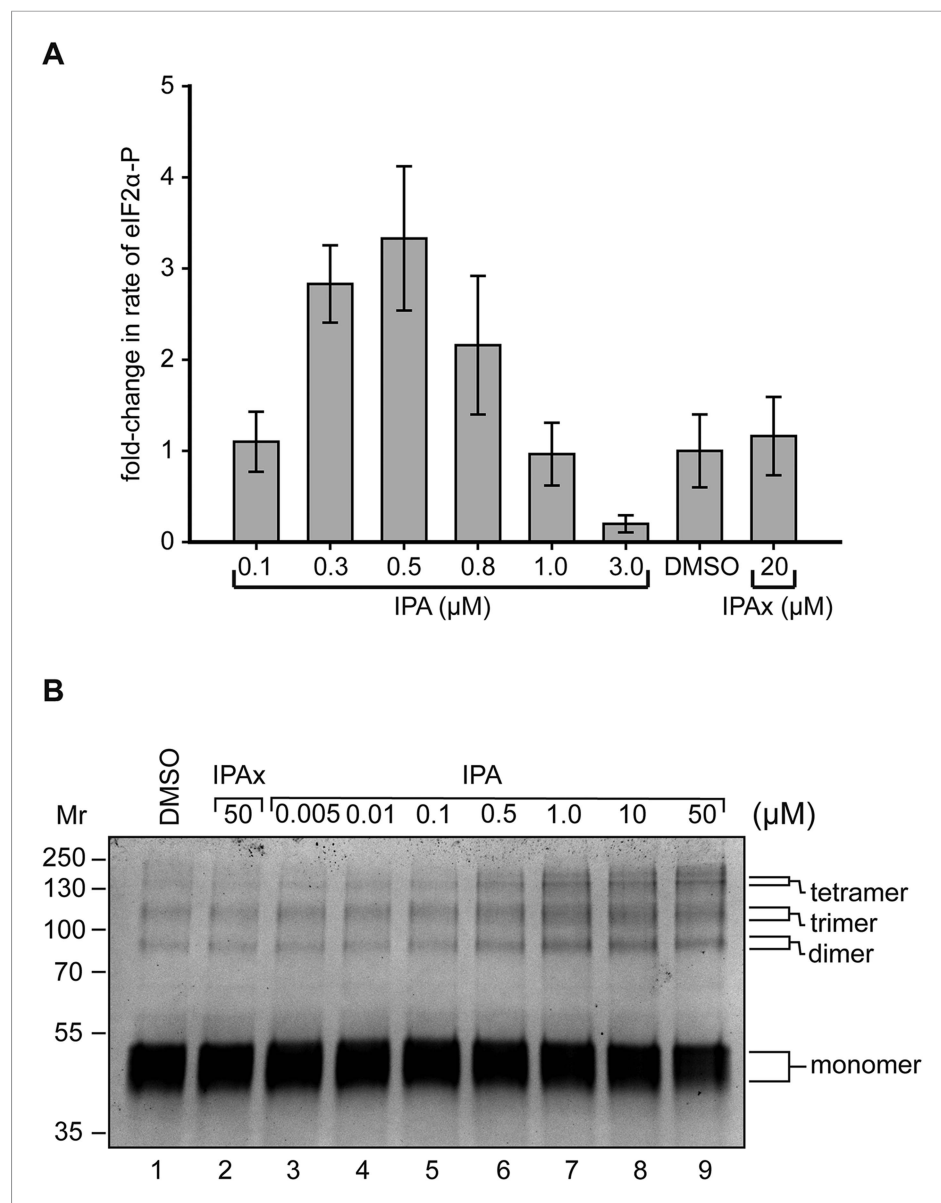 A
fold-change in rate of eIF2α-P
5
4
3
2
1
0
0.1 0.3 0.5 0.8 1.0 3.0 DMSO 20
IPA (μM) IPAx (μM)
B
DMSO
IPAx IPA
Mr 50 0.005 0.01 0.1 0.5 1.0 10 50 (μM)
250
130
tetramer
100
trimer
dimer
70
55
monomer
35
1 2 3 4 5 6 7 8 9